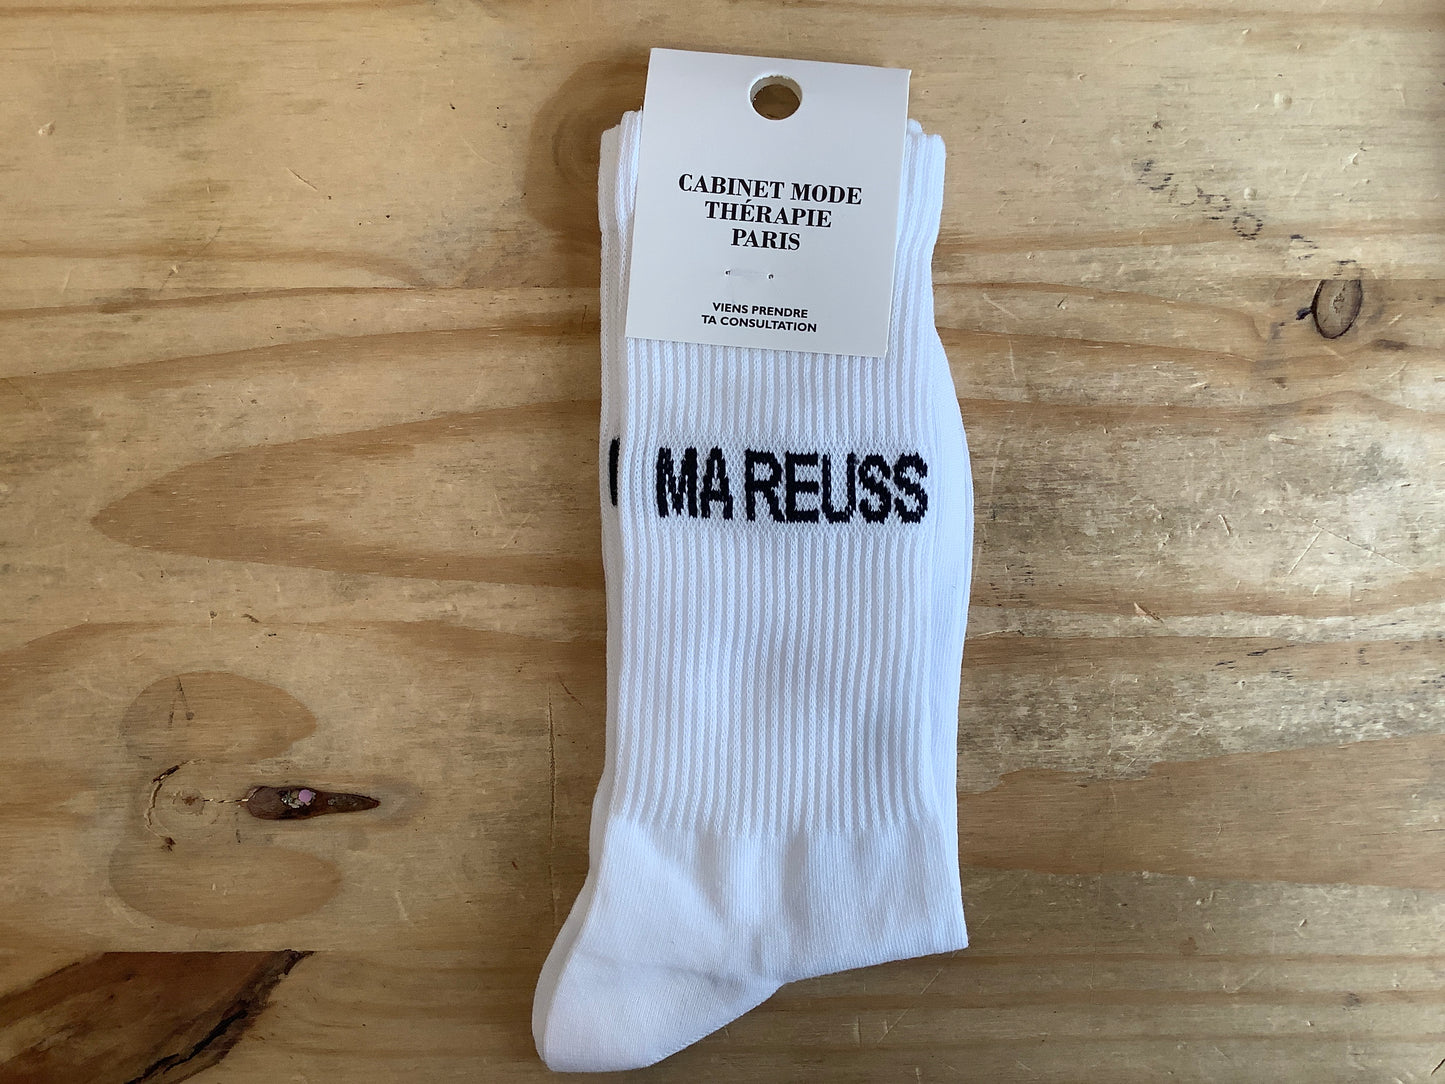 CABINET MODE
THÉRAPIE
PARIS
VIENS PRENDRE
TA CONSULTATION
MA REUSS